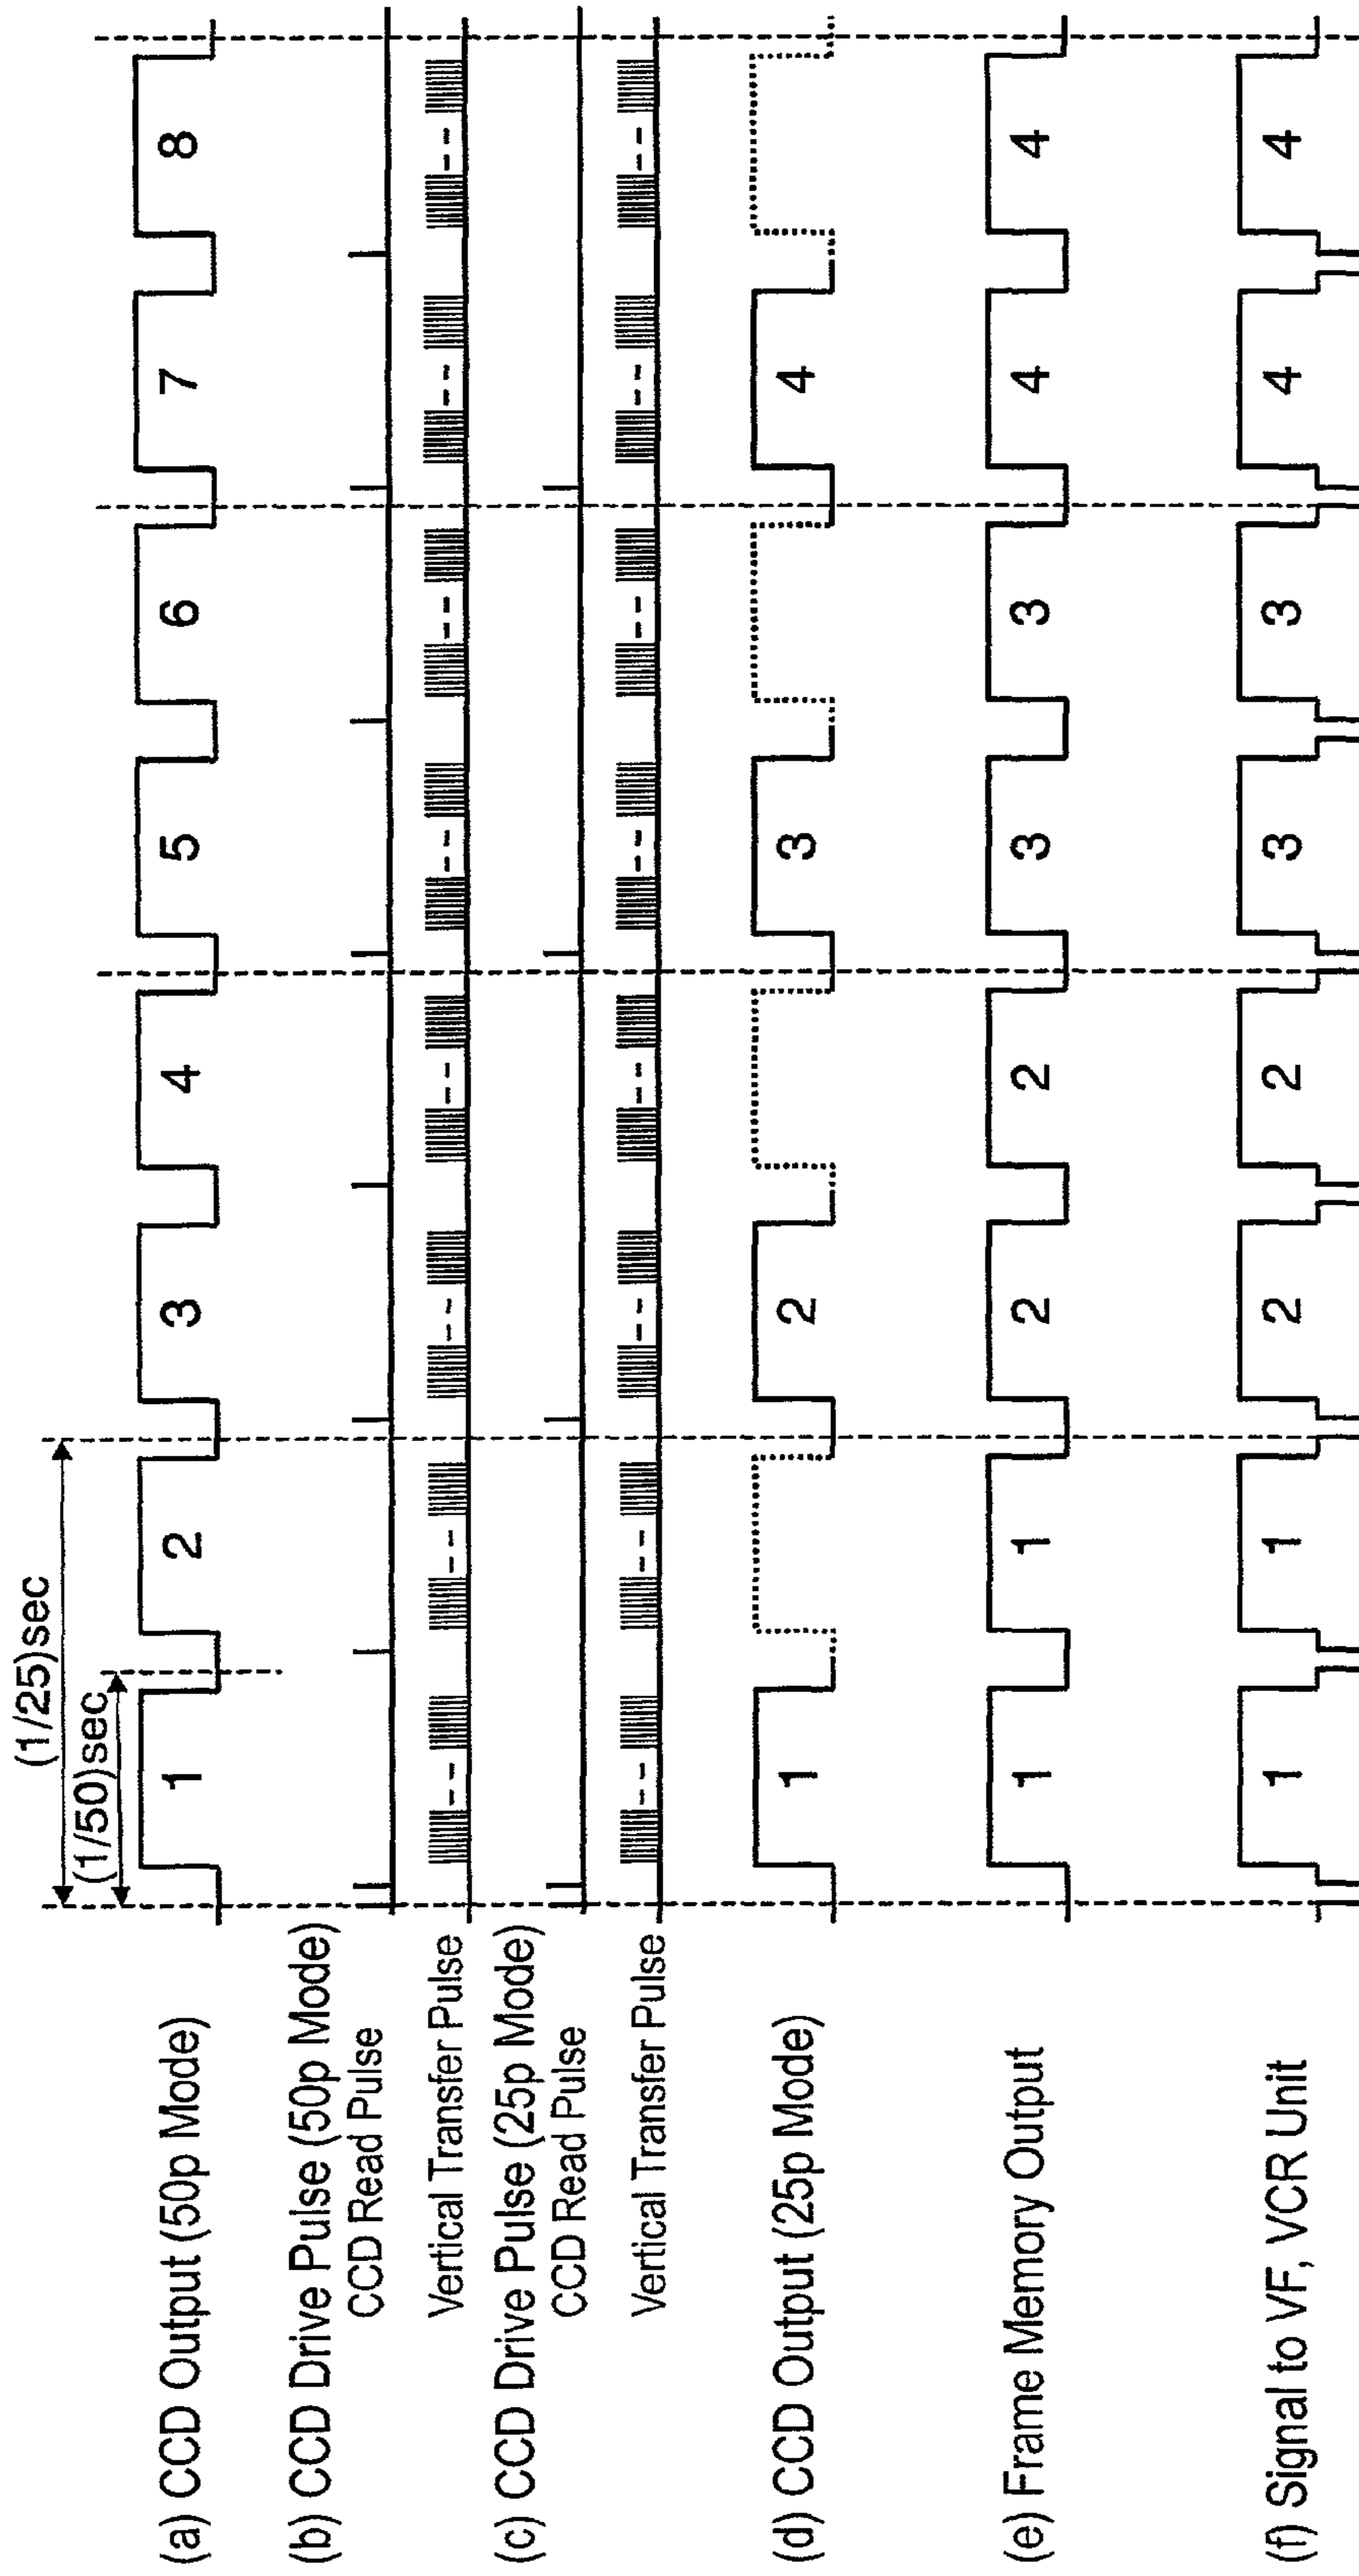 (1/25)sec
(1/50)sec
(a) CCD Output (50p Mode)
1 2 3 4 5 6 7 8
(b) CCD Drive Pulse (50p Mode)
CCD Read Pulse
Vertical Transfer Pulse
(c) CCD Drive Pulse (25p Mode)
CCD Read Pulse
Vertical Transfer Pulse
(d) CCD Output (25p Mode)
1 2 3 4
(e) Frame Memory Output
1 1 2 2 3 3 4 4
(f) Signal to VF, VCR Unit
1 1 2 2 3 3 4 4